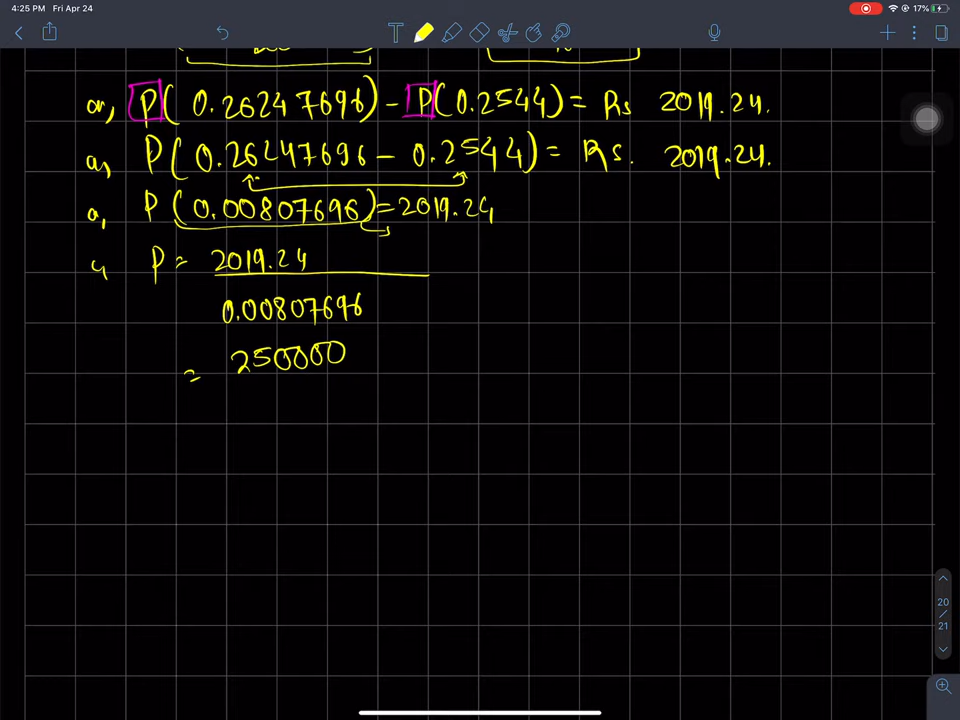 4:25 PM Fri Apr 24
17%
or, P( 0.26247696) - P(0.2544) = Rs 2019.24.
or, P( 0.26247696 - 0.2544) = Rs. 2019.24.
or, P (0.00807696) = 2019.24
P = 2019.24
0.00807696
= 250000
20
/
21